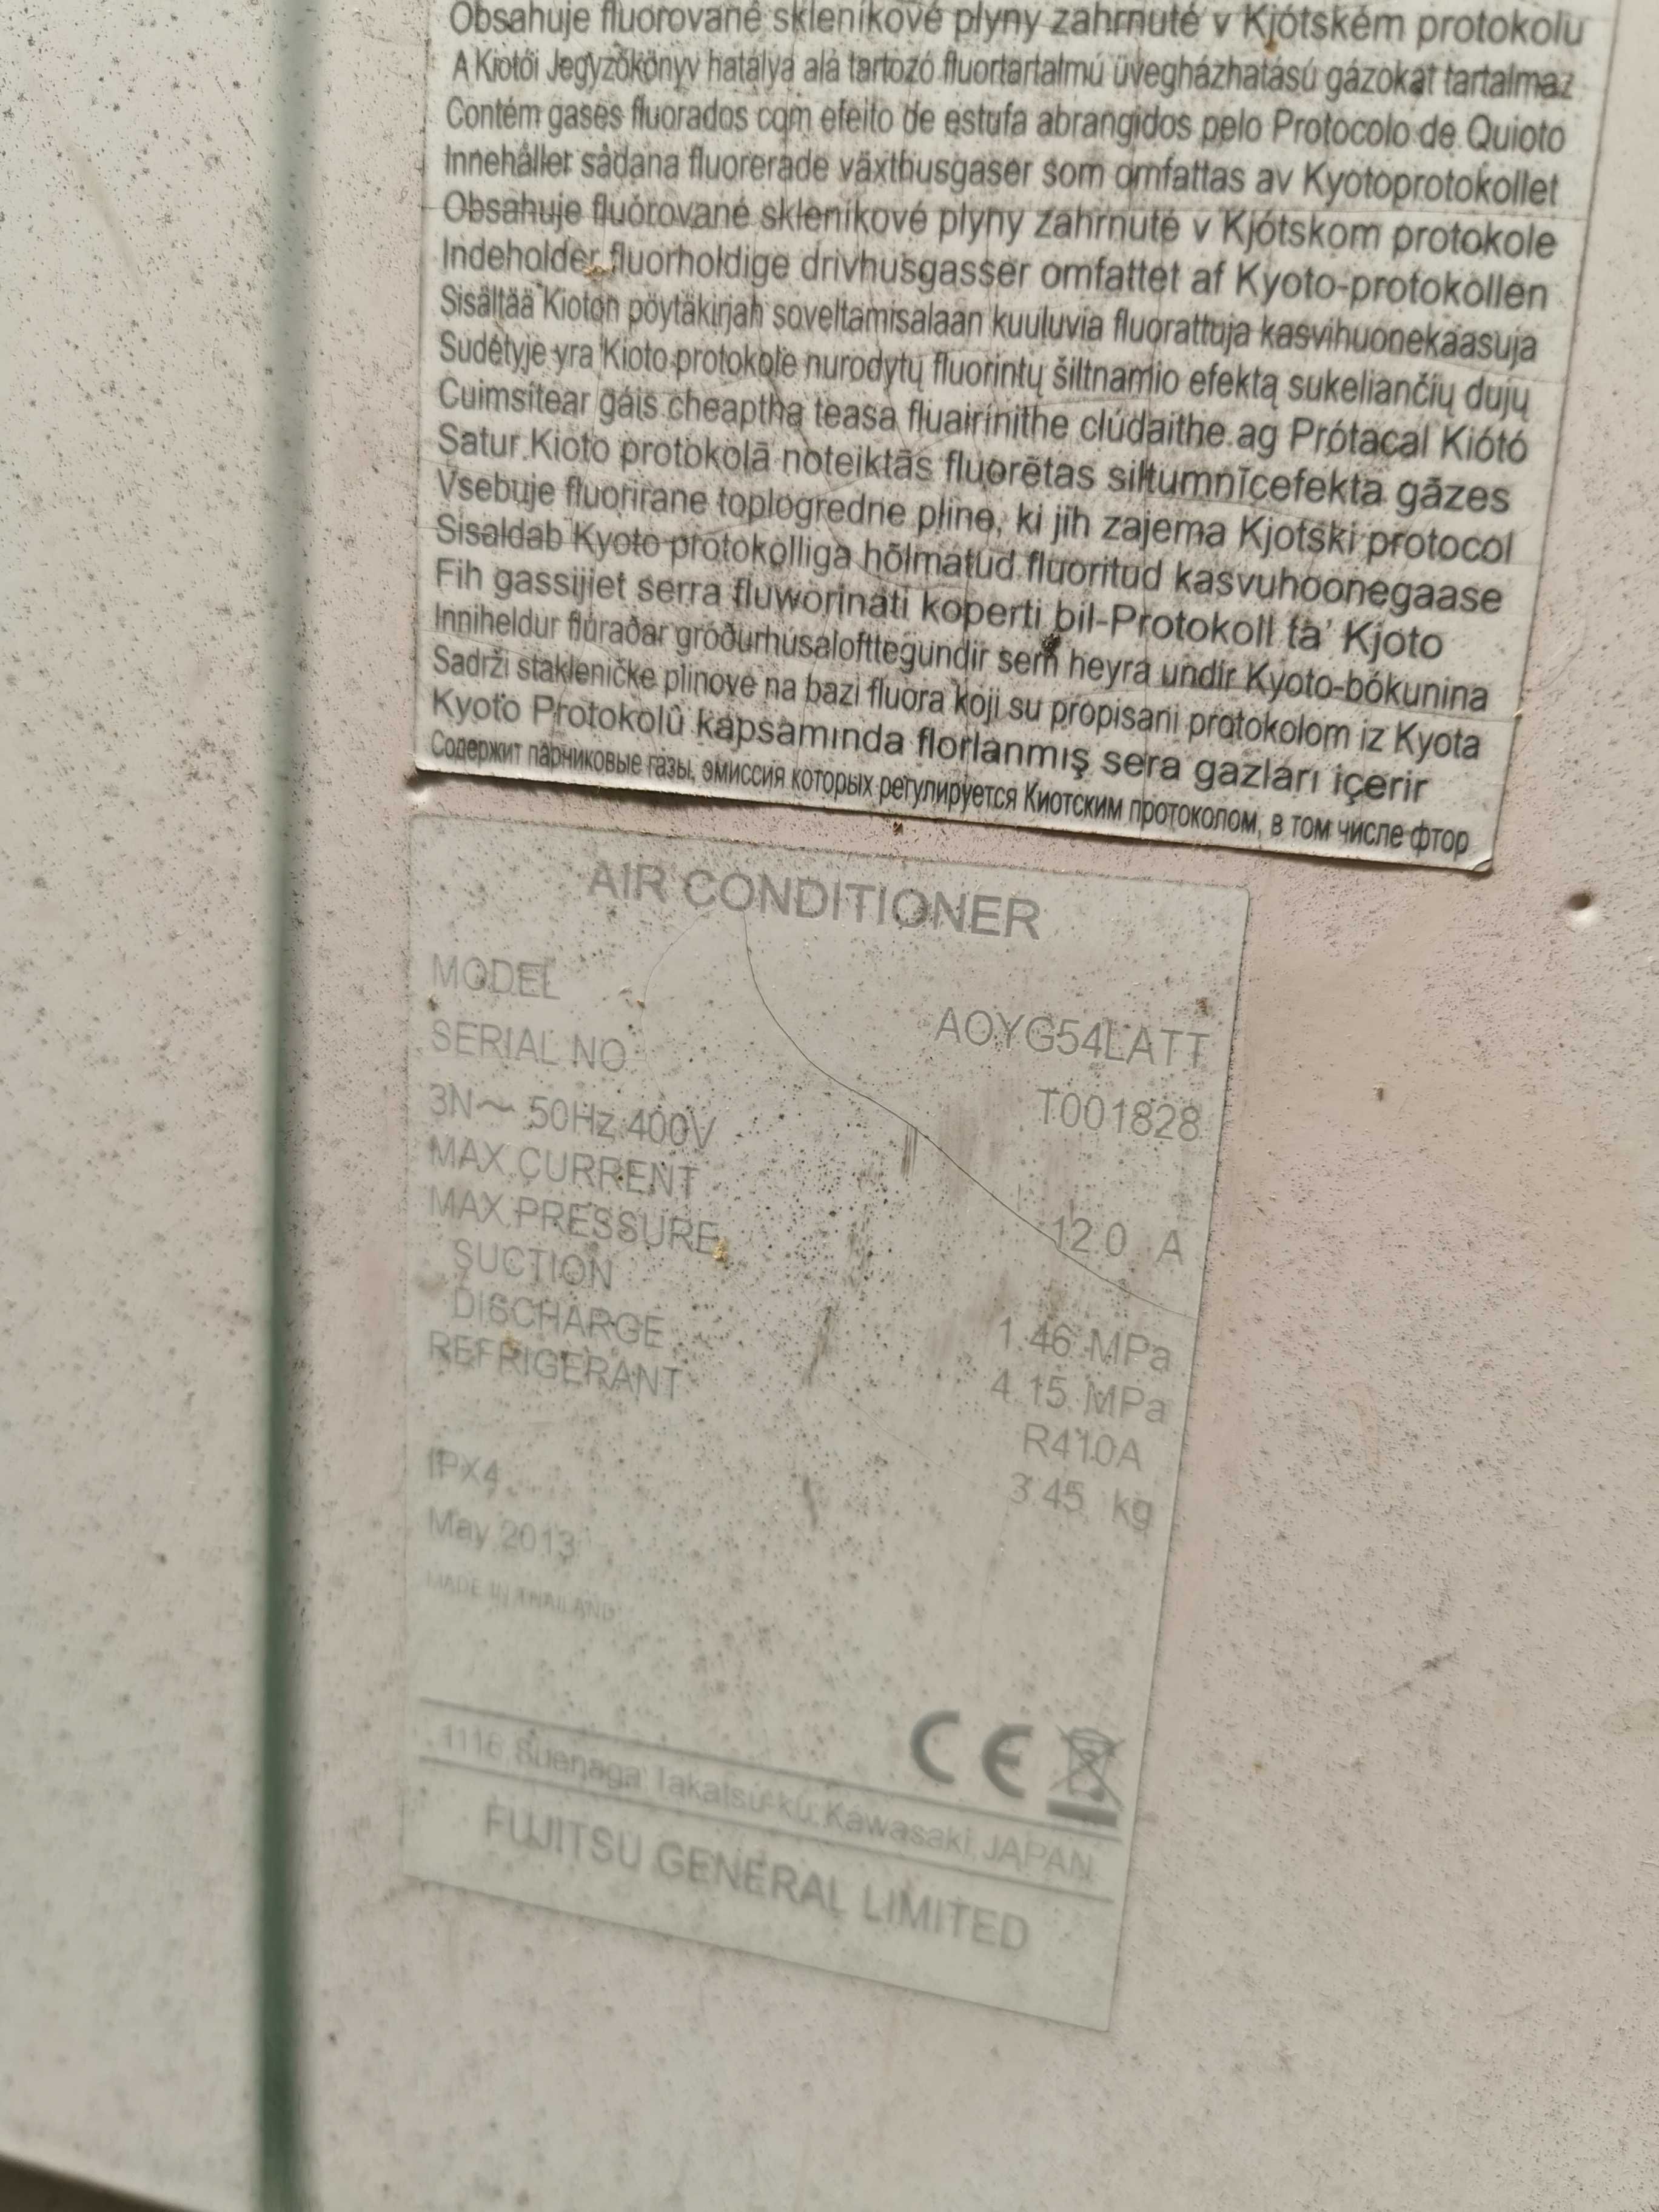 Obsahuje fluorované skleníkové plyny zahrnuté v Kjótském protokolu
A Kiotói Jegyzőkönyv hatálya alá tartozó fluortartalmú üvegházhatású gázokat tartalmaz
Contém gases fluorados com efeito de estufa abrangidos pelo Protocolo de Quioto
Innehåller sådana fluorerade växthusgaser som omfattas av Kyotoprotokollet
Obsahuje fluórované skleníkové plyny zahrnuté v Kjótskom protokole
Indeholder fluorholdige drivhusgasser omfattet af Kyoto-protokollen
Sisältää Kioton pöytäkirjan soveltamisalaan kuuluvia fluorattuja kasvihuonekaasuja
Sudėtyje yra Kioto protokole nurodytų fluorintų šiltnamio efektą sukeliančių dujų
Cuimsítear gáis cheaptha teasa fluairínithe clúdaithe ag Prótacal Kiótó
Satur Kioto protokolā noteiktās fluorētas siltumnīcefekta gāzes
Vsebuje fluorirane toplogredne pline, ki jih zajema Kjotski protocol
Sisaldab Kyoto protokolliga hõlmatud fluoritud kasvuhoonegaase
Fih gassijiet serra fluworinati koperti bil-Protokoll ta' Kjoto
Inniheldur flúraðar gróðurhúsalofttegundir sem heyra undir Kyoto-bókunina
Sadrži stakleničke plinove na bazi fluora koji su propisani protokolom iz Kyota
Kyoto Protokolü kapsamında florlanmış sera gazları içerir
Содержит парниковые газы, эмиссия которых регулируется Киотским протоколом, в том числе фтор
AIR CONDITIONER
MODEL AOYG54LATT
SERIAL NO T001828
3N~ 50Hz 400V
MAX.CURRENT 12.0 A
MAX.PRESSURE
SUCTION 1.46 MPa
DISCHARGE 4.15 MPa
REFRIGERANT R410A
3.45 kg
IPX4
May 2013
MADE IN THAILAND
CE
1116, Suenaga, Takatsu-ku, Kawasaki, JAPAN
FUJITSU GENERAL LIMITED